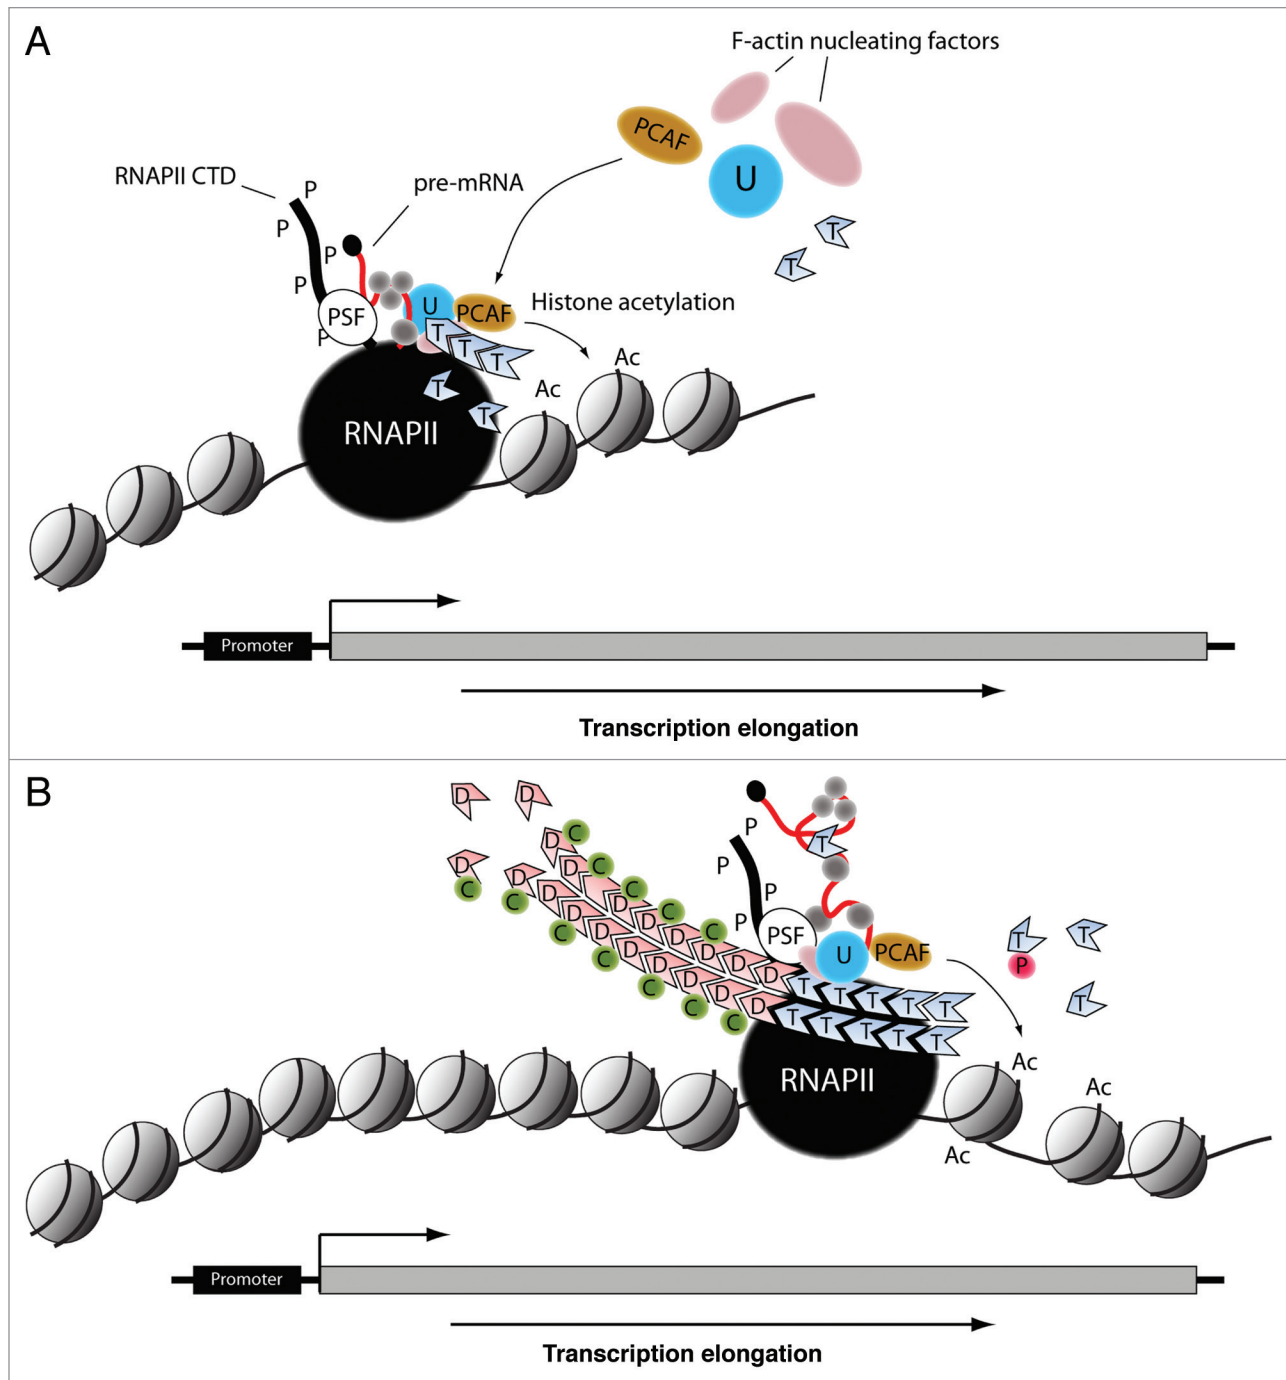 A
F-actin nucleating factors
PCAF
U
RNAPII CTD
P
pre-mRNA
P
P
T
T
P
PSF
U
PCAF
Histone acetylation
P
T
T
T
Ac
Ac
T
T
RNAPII
Promoter
Transcription elongation
B
D
D
C
D
P
T
D
C
D
D
C
P
C
D
D
C
P
D
C
D
D
C
P
PSF
U
PCAF
T
T
P
T
C
D
D
D
D
C
D
D
D
D
C
D
D
T
T
T
T
T
C
C
D
T
T
T
T
T
RNAPII
Ac
Ac
Ac
Promoter
Transcription elongation